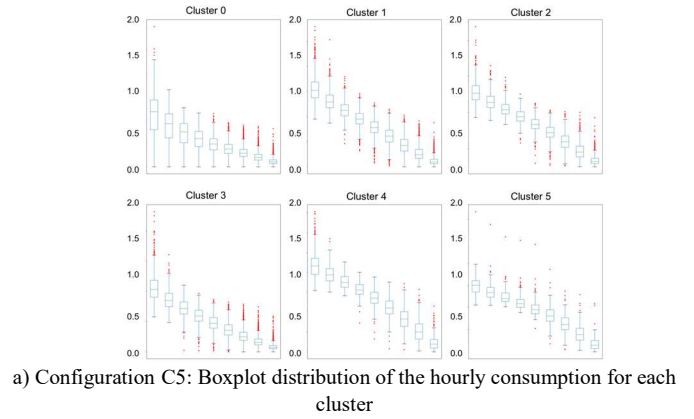 Cluster 0 Cluster 1 Cluster 2
2.0 2.0 2.0
1.5 1.5 1.5
1.0 1.0 1.0
0.5 0.5 0.5
0.0 0.0 0.0
Cluster 3 Cluster 4 Cluster 5
2.0 2.0 2.0
1.5 1.5 1.5
1.0 1.0 1.0
0.5 0.5 0.5
0.0 0.0 0.0
a) Configuration C5: Boxplot distribution of the hourly consumption for each
cluster